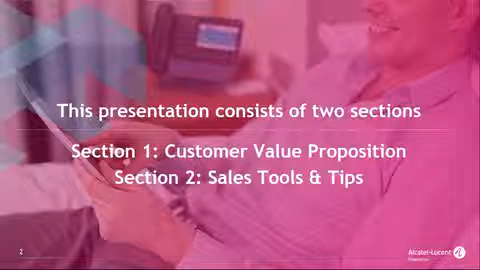 This presentation consists of two sections
Section 1: Customer Value Proposition
Section 2: Sales Tools & Tips
2
Alcatel·Lucent
Enterprise